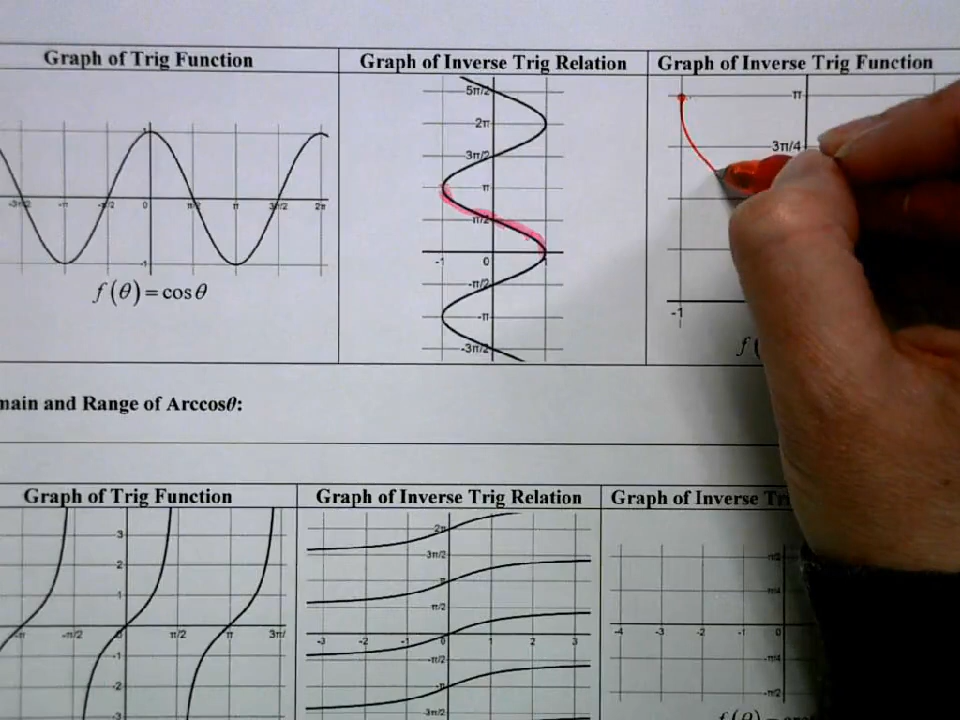 Graph of Trig Function
Graph of Inverse Trig Relation
Graph of Inverse Trig Function
-3π/2 -π -π/2 0 π/2 π 3π/2 2π
-1
f(θ)=cosθ
5π/2
2π
3π/2
π
π/2
-1 0
-π/2
-π
-3π/2
π
3π/4
-1
f(
main and Range of Arccosθ:
Graph of Trig Function
Graph of Inverse Trig Relation
Graph of Inverse
3
2
1
-π -π/2 0 π/2 π 3π/
-1
-2
-3
2π
3π/2
π
π/2
-3 -2 -1 0 1 2 3
-π/2
-π
-3π/2
π/2
π/4
-4 -2 -1 0
-π/4
-π/2
f(θ)